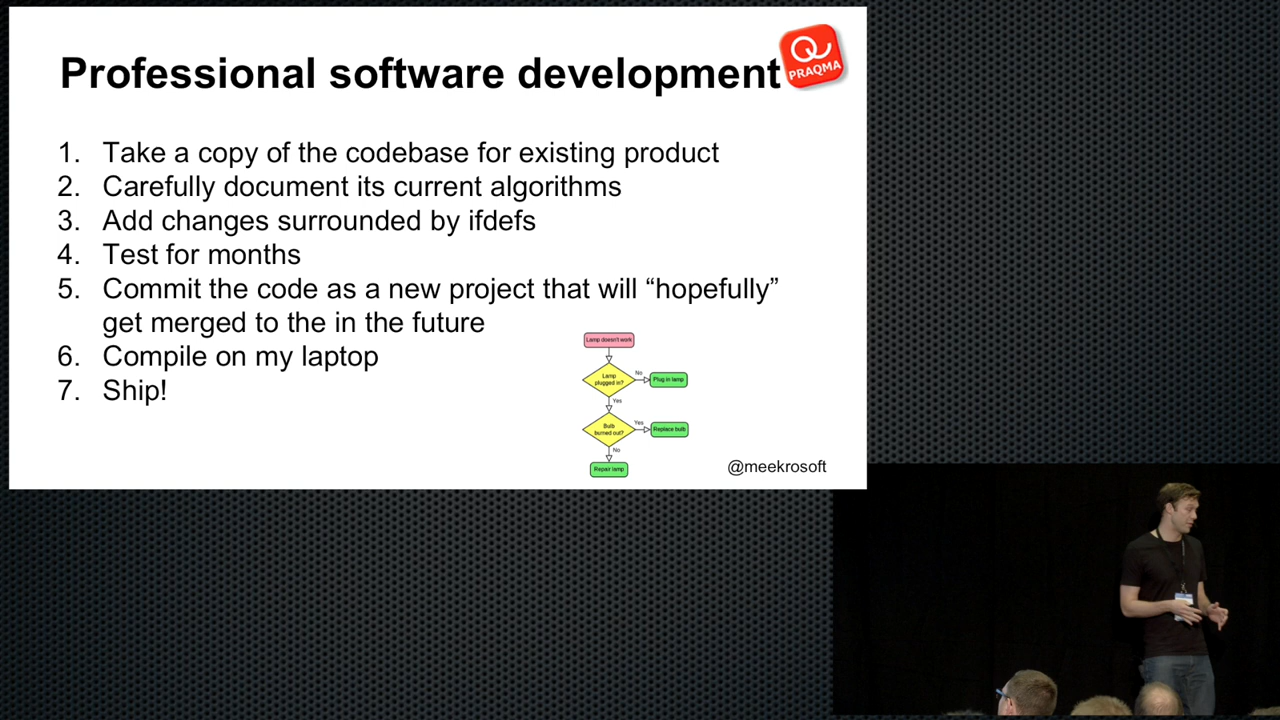 Professional software development
PRAQMA
1. Take a copy of the codebase for existing product
2. Carefully document its current algorithms
3. Add changes surrounded by ifdefs
4. Test for months
5. Commit the code as a new project that will “hopefully”
get merged to the in the future
6. Compile on my laptop
7. Ship!
Lamp doesn't work
Lamp
plugged in?
No
Plug in lamp
Yes
Bulb
burned out?
Yes
Replace bulb
No
Repair lamp
@meekrosoft